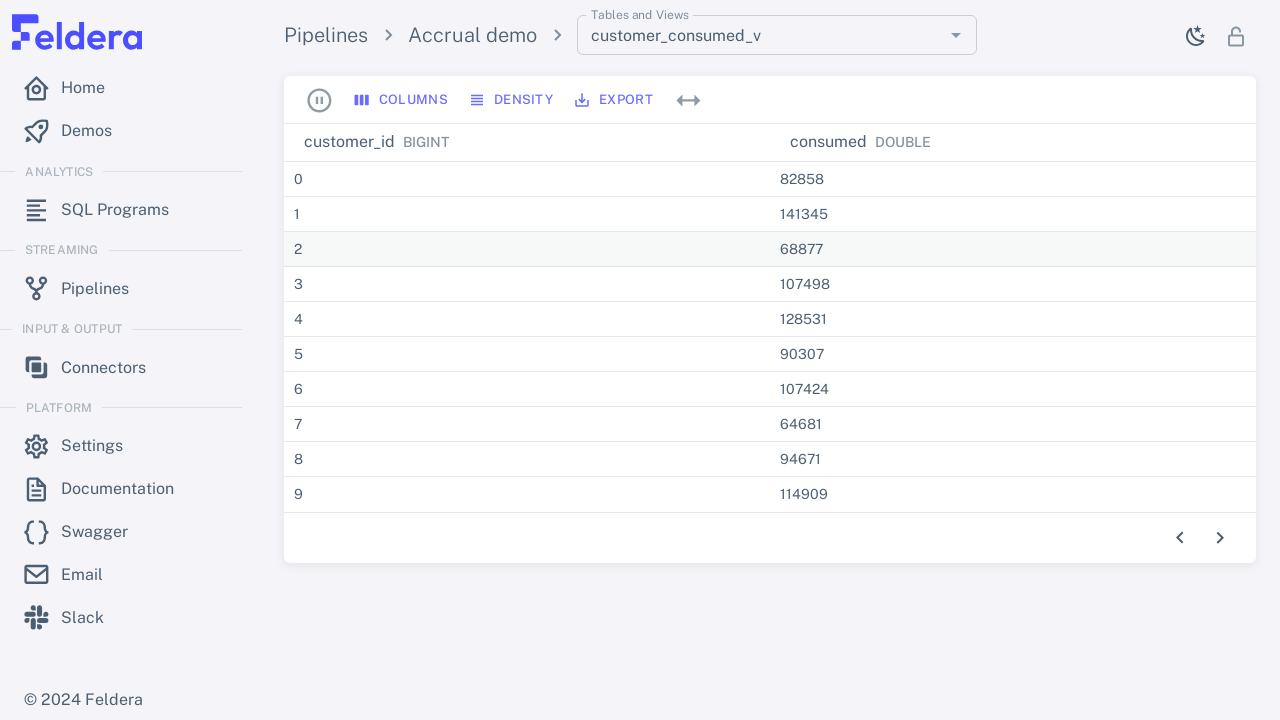 Feldera
Home
Demos
ANALYTICS
SQL Programs
STREAMING
Pipelines
INPUT & OUTPUT
Connectors
PLATFORM
Settings
Documentation
Swagger
Email
Slack
© 2024 Feldera
Pipelines
Accrual demo
Tables and Views
customer_consumed_v
COLUMNS DENSITY EXPORT
customer_id BIGINT consumed DOUBLE
0 82858
1 141345
2 68877
3 107498
4 128531
5 90307
6 107424
7 64681
8 94671
9 114909